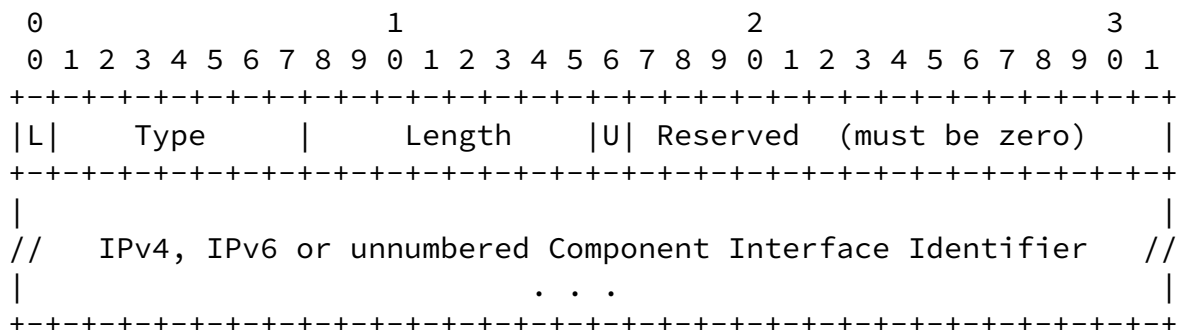 0                   1                   2                   3
 0 1 2 3 4 5 6 7 8 9 0 1 2 3 4 5 6 7 8 9 0 1 2 3 4 5 6 7 8 9 0 1
+-+-+-+-+-+-+-+-+-+-+-+-+-+-+-+-+-+-+-+-+-+-+-+-+-+-+-+-+-+-+-+-+
|L|    Type     |     Length    |U| Reserved  (must be zero)    |
+-+-+-+-+-+-+-+-+-+-+-+-+-+-+-+-+-+-+-+-+-+-+-+-+-+-+-+-+-+-+-+-+
|                                                               |
//   IPv4, IPv6 or unnumbered Component Interface Identifier   //
|                            . . .                              |
+-+-+-+-+-+-+-+-+-+-+-+-+-+-+-+-+-+-+-+-+-+-+-+-+-+-+-+-+-+-+-+-+